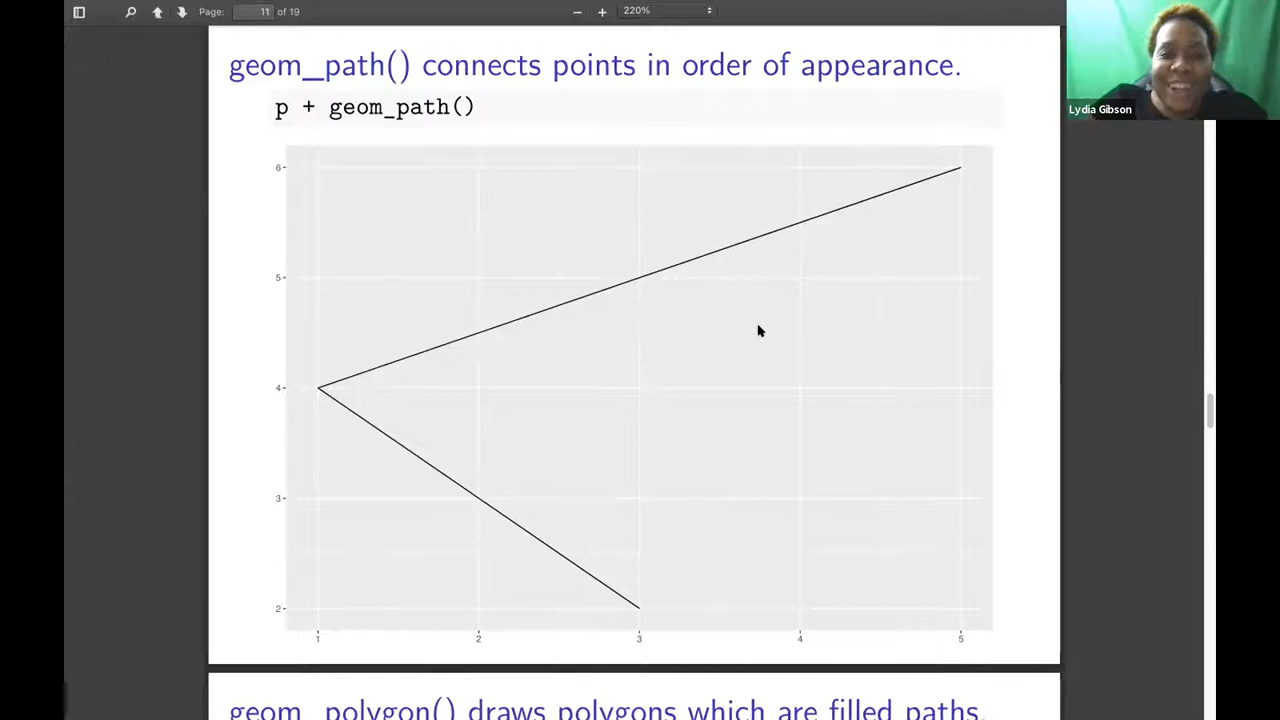 Page: 11 of 19
220%
Lydia Gibson
geom_path() connects points in order of appearance.
p + geom_path()
6
5
4
3
2
1 2 3 4 5
geom_polygon() draws polygons which are filled paths.